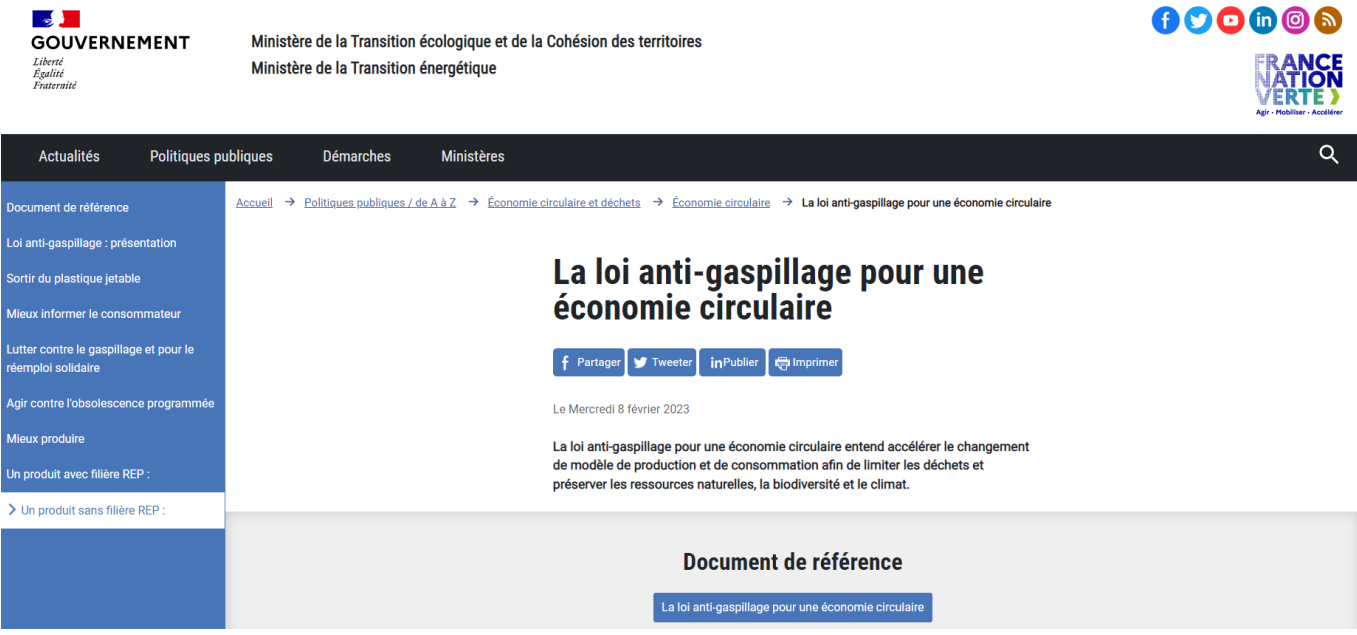 GOUVERNEMENT
Liberté
Égalité
Fraternité
Ministère de la Transition écologique et de la Cohésion des territoires
Ministère de la Transition énergétique
FRANCE
NATION
VERTE
Agir • Mobiliser • Accélérer
Actualités Politiques publiques Démarches Ministères
Document de référence
Loi anti-gaspillage : présentation
Sortir du plastique jetable
Mieux informer le consommateur
Lutter contre le gaspillage et pour le
réemploi solidaire
Agir contre l'obsolescence programmée
Mieux produire
Un produit avec filière REP :
Un produit sans filière REP :
Accueil → Politiques publiques / de A à Z → Économie circulaire et déchets → Économie circulaire → La loi anti-gaspillage pour une économie circulaire
La loi anti-gaspillage pour une
économie circulaire
Partager Tweeter Publier Imprimer
Le Mercredi 8 février 2023
La loi anti-gaspillage pour une économie circulaire entend accélérer le changement
de modèle de production et de consommation afin de limiter les déchets et
préserver les ressources naturelles, la biodiversité et le climat.
Document de référence
La loi anti-gaspillage pour une économie circulaire